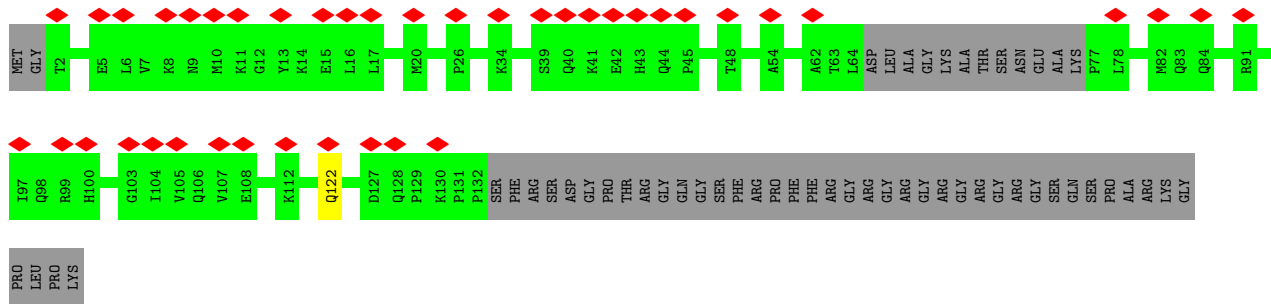 MET GLY T2 E5 L6 V7 K8 N9 M10 K11 G12 Y13 K14 E15 L16 L17 M20 P26 K34 S39 Q40 K41 E42 H43 Q44 P45 T48 A54 A62 T63 L64 ASP LEU ALA GLY LYS ALA THR SER ASN GLU ALA LYS P77 L78 M82 Q83 Q84 R91
I97 Q98 R99 H100 G103 I104 V105 Q106 V107 E108 K112 Q122 D127 Q128 P129 K130 P131 P132 SER PHE ARG SER ASP GLY PRO THR ARG GLY GLN GLY SER PHE ARG PRO PHE PHE ARG GLY ARG GLY ARG GLY ARG GLY ARG GLY ARG GLY SER GLN SER PRO ALA ARG LYS GLY
PRO LEU PRO LYS